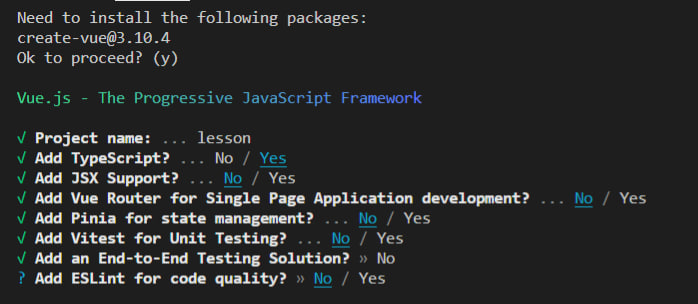 Need to install the following packages:
create-vue@3.10.4
Ok to proceed? (y)
Vue.js - The Progressive JavaScript Framework
√ Project name: ... lesson
√ Add TypeScript? ... No / Yes
√ Add JSX Support? ... No / Yes
√ Add Vue Router for Single Page Application development? ... No / Yes
√ Add Pinia for state management? ... No / Yes
√ Add Vitest for Unit Testing? ... No / Yes
√ Add an End-to-End Testing Solution? » No
? Add ESLint for code quality? » No / Yes